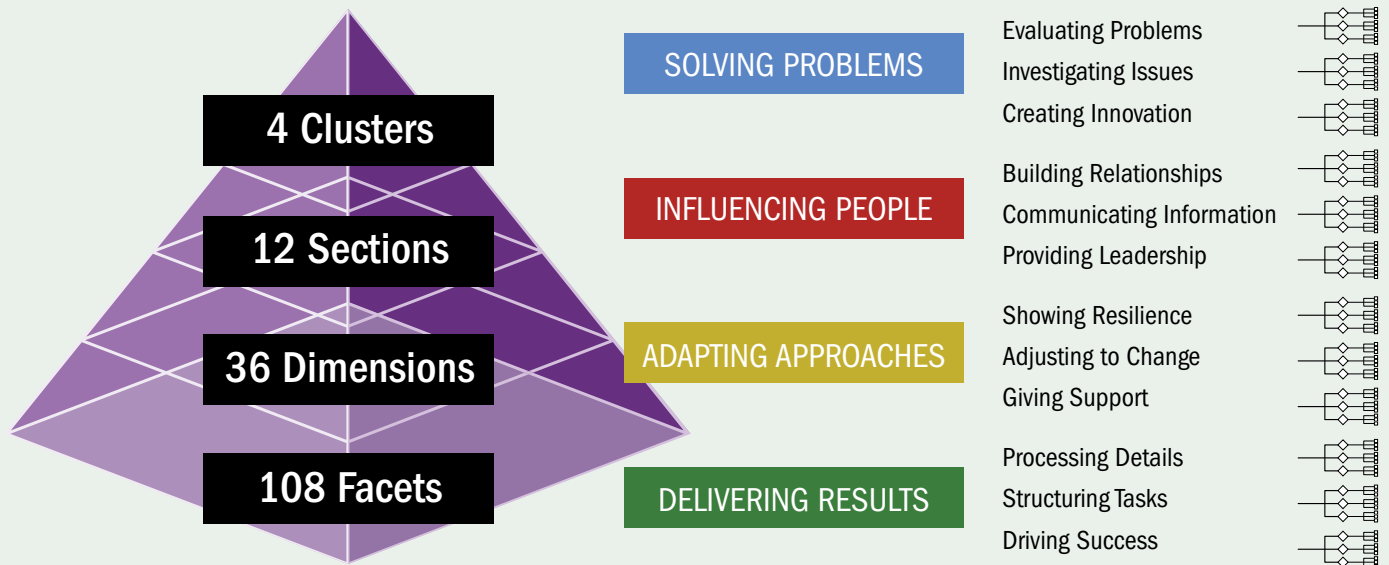 4 Clusters
12 Sections
36 Dimensions
108 Facets
SOLVING PROBLEMS
Evaluating Problems
Investigating Issues
Creating Innovation
INFLUENCING PEOPLE
Building Relationships
Communicating Information
Providing Leadership
ADAPTING APPROACHES
Showing Resilience
Adjusting to Change
Giving Support
DELIVERING RESULTS
Processing Details
Structuring Tasks
Driving Success